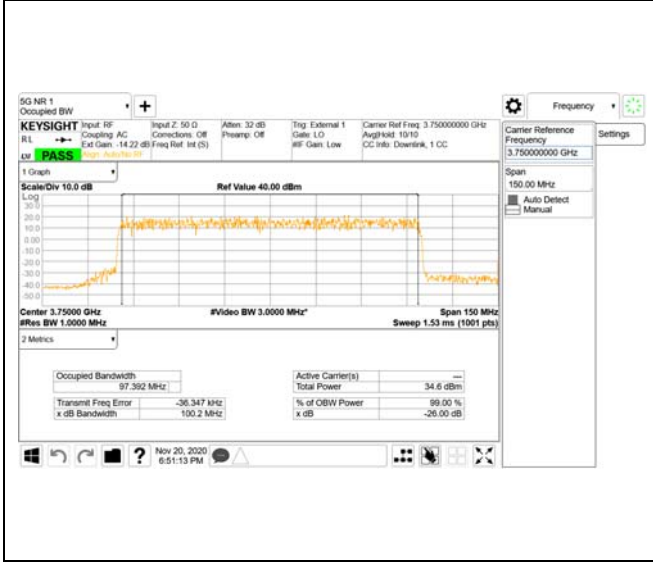 5G NR 1
Occupied BW
Frequency
KEYSIGHT
R L
PASS
Input: RF
Coupling: AC
Ext Gain: -14.22 dB
Align: Auto/No RF
Input Z: 50 Ω
Corrections: Off
Freq Ref: Int (S)
Atten: 32 dB
Preamp: Off
Trig: External 1
Gate: LO
#IF Gain: Low
Carrier Ref Freq: 3.750000000 GHz
Avg|Hold: 10/10
CC Info: Downlink, 1 CC
Carrier Reference
Frequency
3.750000000 GHz
Settings
Span
150.00 MHz
Auto Detect
Manual
1 Graph
Scale/Div 10.0 dB
Ref Value 40.00 dBm
Log
30.0
20.0
10.0
0.00
-10.0
-20.0
-30.0
-40.0
-50.0
Center 3.75000 GHz
#Video BW 3.0000 MHz*
Span 150 MHz
#Res BW 1.0000 MHz
Sweep 1.53 ms (1001 pts)
2 Metrics
Occupied Bandwidth
97.392 MHz
Transmit Freq Error -36.347 kHz
x dB Bandwidth 100.2 MHz
Active Carrier(s) ---
Total Power 34.6 dBm
% of OBW Power 99.00 %
x dB -26.00 dB
?
Nov 20, 2020
6:51:13 PM